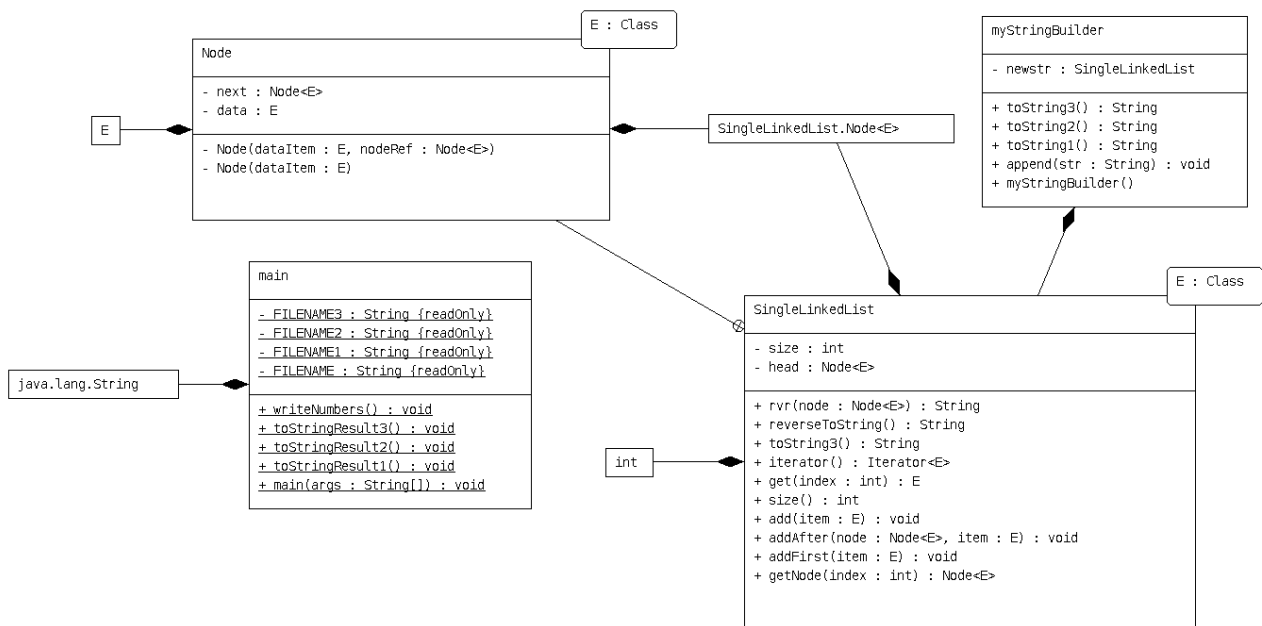 E : Class
Node
- next : Node<E>
- data : E
- Node(dataItem : E, nodeRef : Node<E>)
- Node(dataItem : E)
E
SingleLinkedList.Node<E>
myStringBuilder
- newstr : SingleLinkedList
+ toString3() : String
+ toString2() : String
+ toString1() : String
+ append(str : String) : void
+ myStringBuilder()
main
- FILENAME3 : String {readOnly}
- FILENAME2 : String {readOnly}
- FILENAME1 : String {readOnly}
- FILENAME : String {readOnly}
+ writeNumbers() : void
+ toStringResult3() : void
+ toStringResult2() : void
+ toStringResult1() : void
+ main(args : String[]) : void
java.lang.String
E : Class
SingleLinkedList
- size : int
- head : Node<E>
+ rvr(node : Node<E>) : String
+ reverseToString() : String
+ toString3() : String
+ iterator() : Iterator<E>
+ get(index : int) : E
+ size() : int
+ add(item : E) : void
+ addAfter(node : Node<E>, item : E) : void
+ addFirst(item : E) : void
+ getNode(index : int) : Node<E>
int